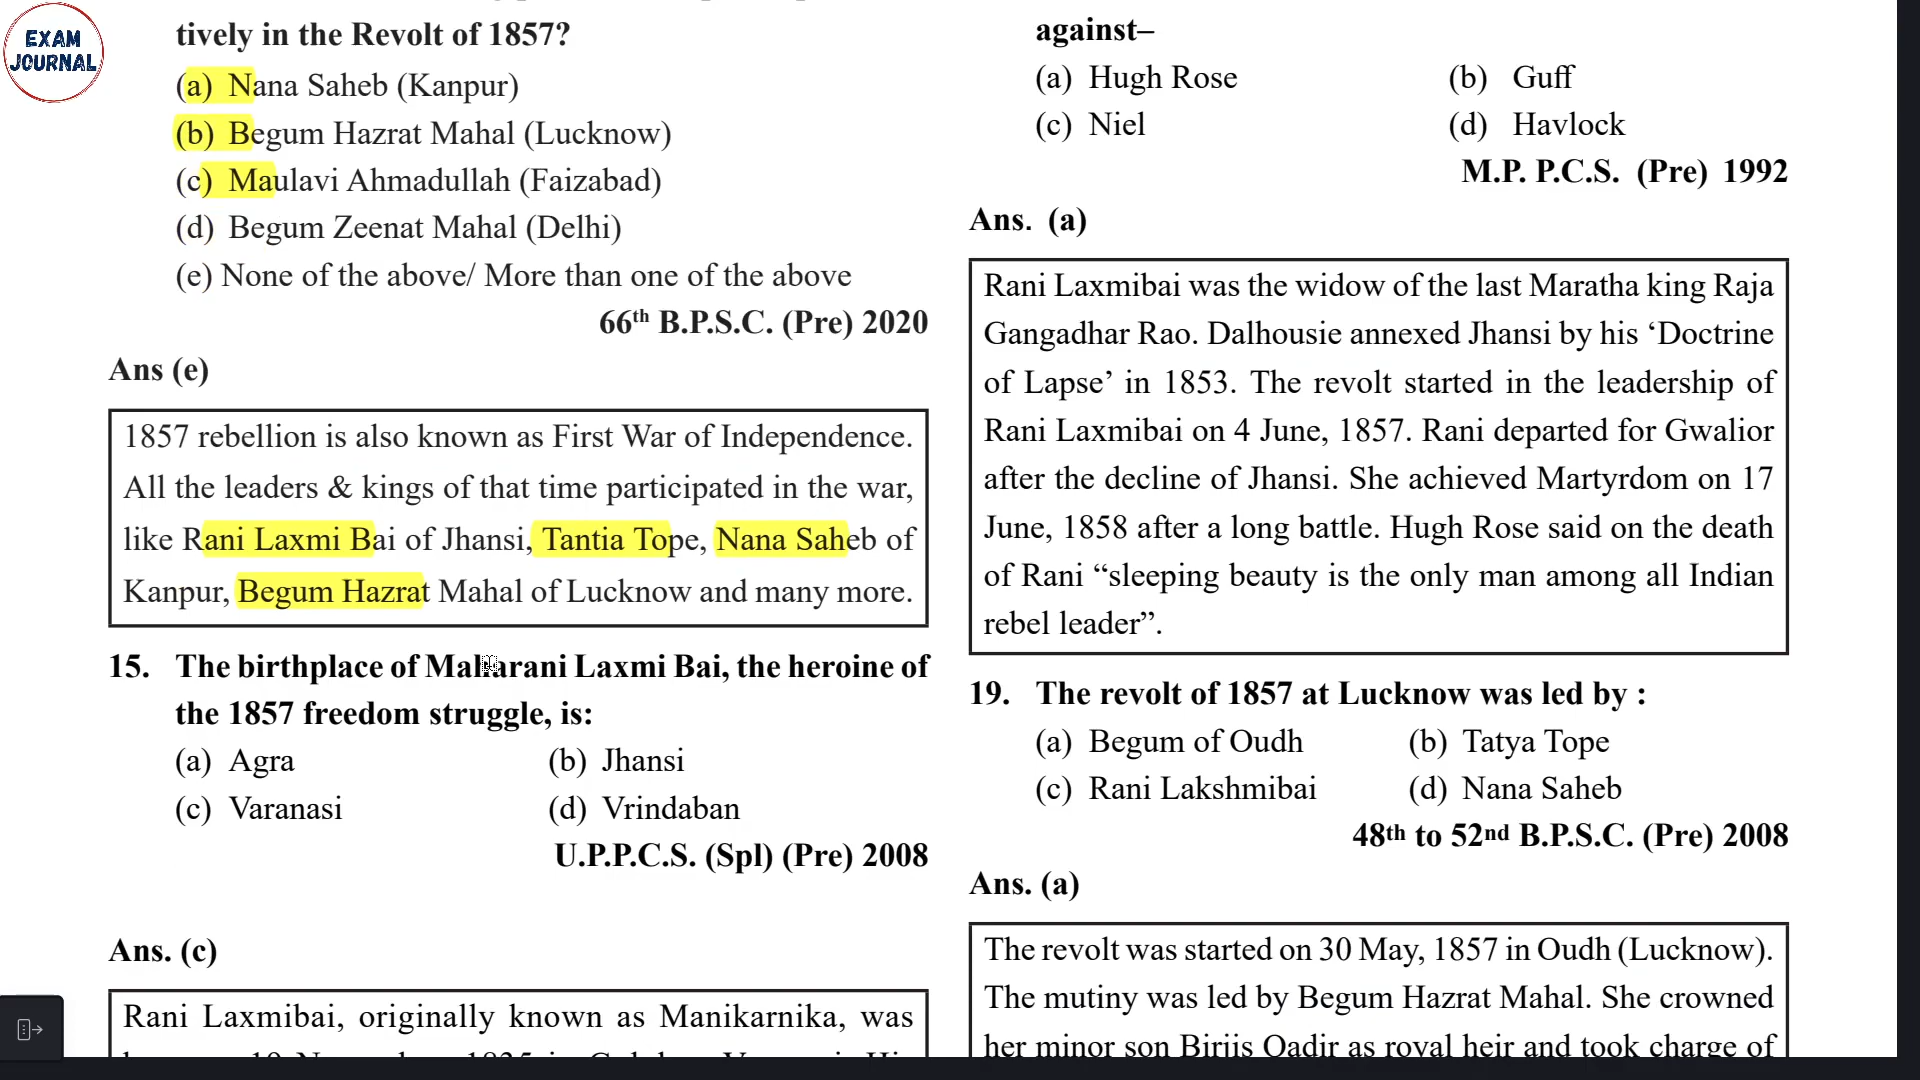 EXAM
JOURNAL
tively in the Revolt of 1857?
(a) Nana Saheb (Kanpur)
(b) Begum Hazrat Mahal (Lucknow)
(c) Maulavi Ahmadullah (Faizabad)
(d) Begum Zeenat Mahal (Delhi)
(e) None of the above/ More than one of the above
66th B.P.S.C. (Pre) 2020
Ans (e)
1857 rebellion is also known as First War of Independence.
All the leaders & kings of that time participated in the war,
like Rani Laxmi Bai of Jhansi, Tantia Tope, Nana Saheb of
Kanpur, Begum Hazrat Mahal of Lucknow and many more.
15. The birthplace of Maharani Laxmi Bai, the heroine of
the 1857 freedom struggle, is:
(a) Agra (b) Jhansi
(c) Varanasi (d) Vrindaban
U.P.P.C.S. (Spl) (Pre) 2008
Ans. (c)
Rani Laxmibai, originally known as Manikarnika, was
against–
(a) Hugh Rose (b) Guff
(c) Niel (d) Havlock
M.P. P.C.S. (Pre) 1992
Ans. (a)
Rani Laxmibai was the widow of the last Maratha king Raja
Gangadhar Rao. Dalhousie annexed Jhansi by his ‘Doctrine
of Lapse’ in 1853. The revolt started in the leadership of
Rani Laxmibai on 4 June, 1857. Rani departed for Gwalior
after the decline of Jhansi. She achieved Martyrdom on 17
June, 1858 after a long battle. Hugh Rose said on the death
of Rani “sleeping beauty is the only man among all Indian
rebel leader”.
19. The revolt of 1857 at Lucknow was led by :
(a) Begum of Oudh (b) Tatya Tope
(c) Rani Lakshmibai (d) Nana Saheb
48th to 52nd B.P.S.C. (Pre) 2008
Ans. (a)
The revolt was started on 30 May, 1857 in Oudh (Lucknow).
The mutiny was led by Begum Hazrat Mahal. She crowned
her minor son Birjis Qadir as royal heir and took charge of